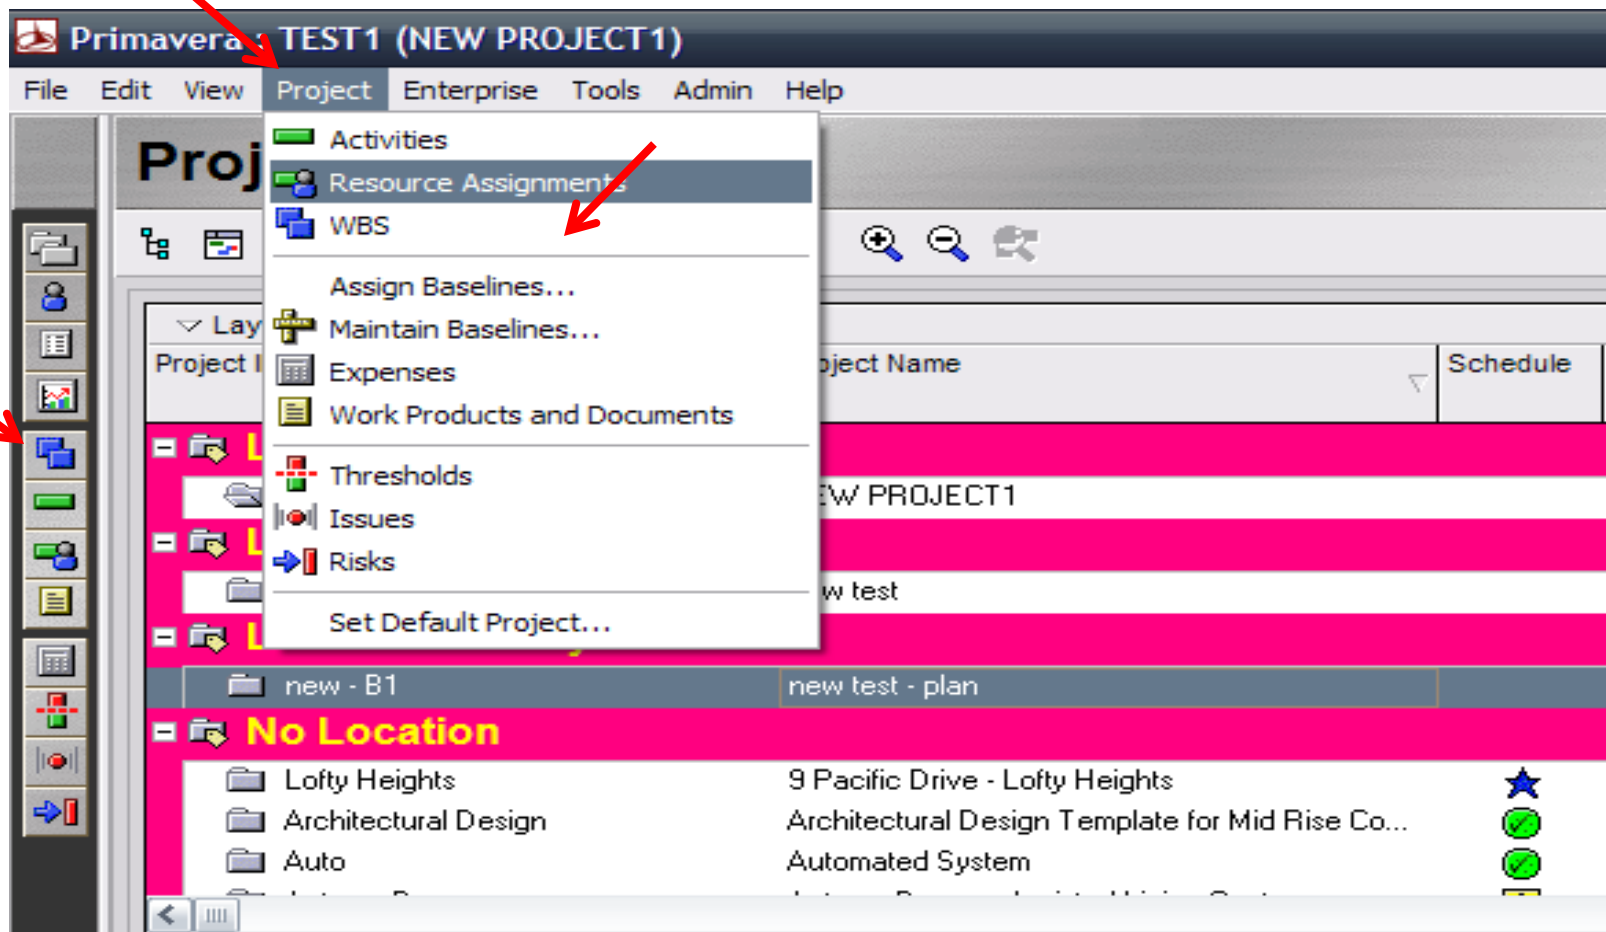 Primavera : TEST1 (NEW PROJECT1)
File Edit View Project Enterprise Tools Admin Help
Proj
Activities
Resource Assignments
WBS
Assign Baselines...
Maintain Baselines...
Expenses
Work Products and Documents
Thresholds
Issues
Risks
Set Default Project...
Lay
Project I oject Name Schedule
L
EW PROJECT1
L
w test
L
new - B1 new test - plan
No Location
Lofty Heights 9 Pacific Drive - Lofty Heights
Architectural Design Architectural Design Template for Mid Rise Co...
Auto Automated System